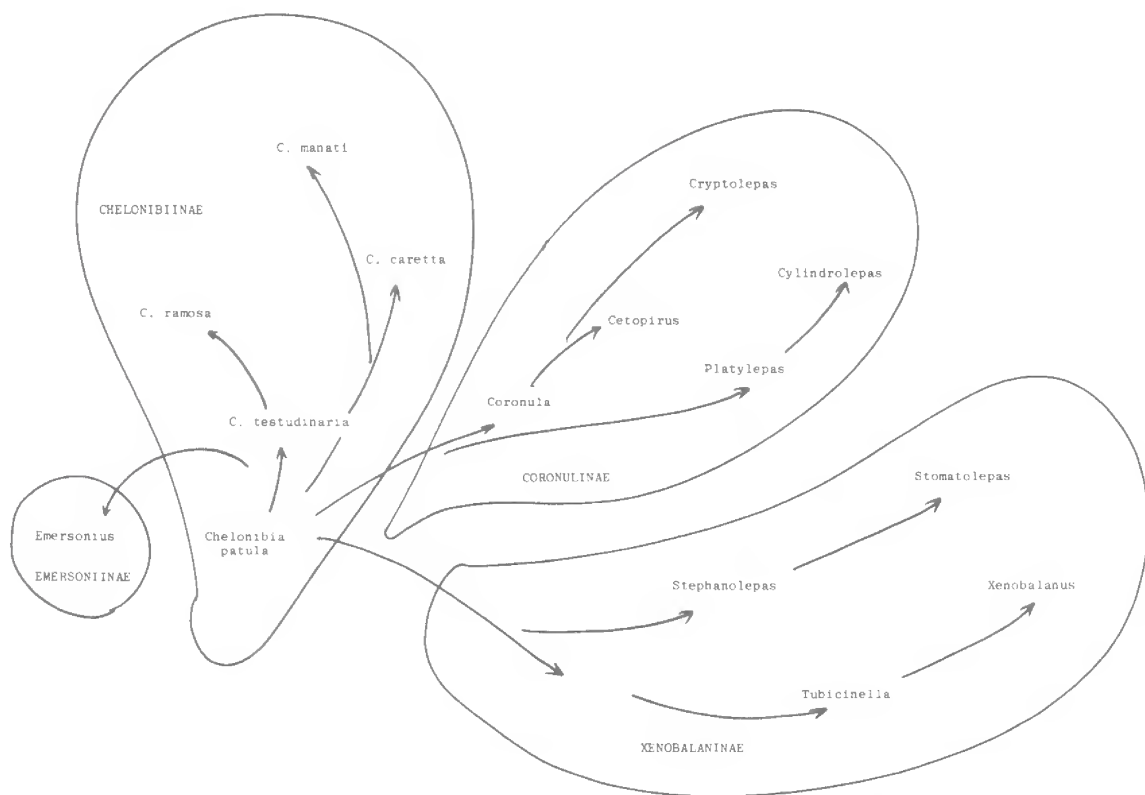 C. manati
Cryptolepas
CHELONIBIINAE
C. caretta
Cylindrolepas
C. ramosa
Cetopirus
Platylepas
Coronula
C. testudinaria
CORONULINAE
Stomatolepas
Emersonius
Chelonibia
patula
EMERSONIINAE
Stephanolepas
Xenobalanus
Tubicinella
XENOBALANINAE